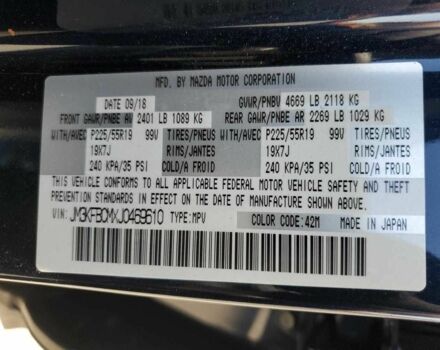 MFD. BY MAZDA MOTOR CORPORATION
DATE 09/18 GVWR/PNBV 4669 LB 2118 KG
FRONT GAWR/PNBE AV 2401 LB 1089 KG REAR GAWR/PNBE AR 2269 LB 1029 KG
WITH/AVEC P225/55R19 99V TIRES/PNEUS WITH/AVEC P225/55R19 99V TIRES/PNEUS
19X7J RIMS/JANTES 19X7J RIMS/JANTES
240 KPA/35 PSI COLD/A FROID 240 KPA/35 PSI COLD/A FROID
THIS VEHICLE CONFORMS TO ALL APPLICABLE FEDERAL MOTOR VEHICLE SAFETY,
BUMPER, AND THEFT PREVENTION
STANDARDS IN EFFECT ON THE DATE OF MANUFACTURE SHOWN ABOVE.
VIN: JM3KFBCMXJ0469610 TYPE: MPV COLOR CODE: 42M MADE IN JAPAN